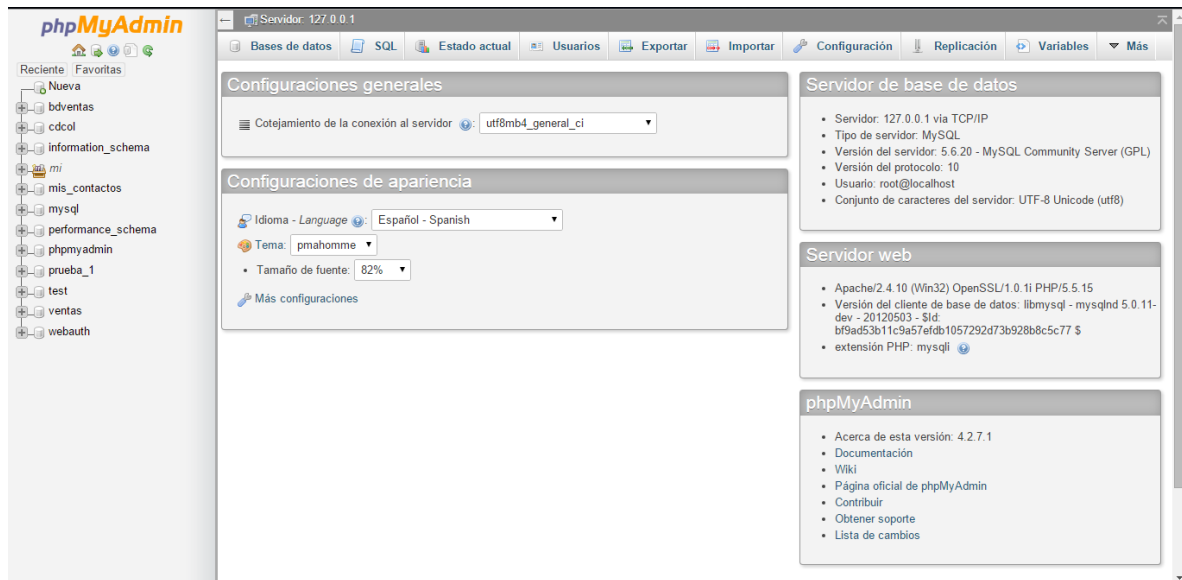 phpMyAdmin
Reciente Favoritas
Nueva
bdventas
cdcol
information_schema
mi
mis_contactos
mysql
performance_schema
phpmyadmin
prueba_1
test
ventas
webauth
Servidor: 127.0.0.1
Bases de datos SQL Estado actual Usuarios Exportar Importar Configuración Replicación Variables Más
Configuraciones generales
Cotejamiento de la conexión al servidor : utf8mb4_general_ci
Configuraciones de apariencia
Idioma - Language : Español - Spanish
Tema: pmahomme
• Tamaño de fuente: 82%
Más configuraciones
Servidor de base de datos
• Servidor: 127.0.0.1 via TCP/IP
• Tipo de servidor: MySQL
• Versión del servidor: 5.6.20 - MySQL Community Server (GPL)
• Versión del protocolo: 10
• Usuario: root@localhost
• Conjunto de caracteres del servidor: UTF-8 Unicode (utf8)
Servidor web
• Apache/2.4.10 (Win32) OpenSSL/1.0.1i PHP/5.5.15
• Versión del cliente de base de datos: libmysql - mysqlnd 5.0.11-
dev - 20120503 - $Id:
bf9ad53b11c9a57efdb1057292d73b928b8c5c77 $
• extensión PHP: mysqli
phpMyAdmin
• Acerca de esta versión: 4.2.7.1
• Documentación
• Wiki
• Página oficial de phpMyAdmin
• Contribuir
• Obtener soporte
• Lista de cambios